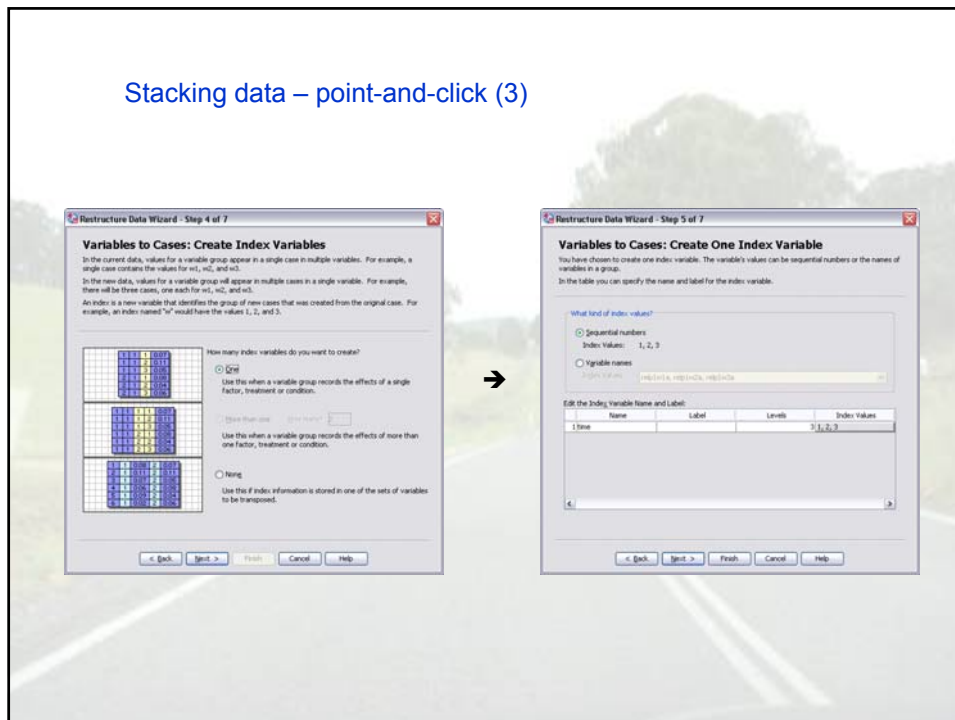 Stacking data – point-and-click (3)
Restructure Data Wizard - Step 4 of 7
Variables to Cases: Create Index Variables
In the current data, values for a variable group appear in a single case in multiple variables. For example, a
single case contains the values for w1, w2, and w3.
In the new data, values for a variable group will appear in multiple cases in a single variable. For example,
there will be three cases, one each for w1, w2, and w3.
An index is a new variable that identifies the group of new cases that was created from the original case. For
example, an index named "w" would have the values 1, 2, and 3.
How many index variables do you want to create?
One
Use this when a variable group records the effects of a single
factor, treatment or condition.
More than one
Use this when a variable group records the effects of more than
one factor, treatment or condition.
None
Use this if index information is stored in one of the sets of variables
to be transposed.
< Back Next > Finish Cancel Help
➔
Restructure Data Wizard - Step 5 of 7
Variables to Cases: Create One Index Variable
You have chosen to create one index variable. The variable's values can be sequential numbers or the names of
variables in a group.
In the table you can specify the name and label for the index variable.
What kind of index values?
Sequential numbers
Index Values: 1, 2, 3
Variable names
Index Values:
Edit the Index Variable Name and Label:
Name Label Levels Index Values
1 time 3 1, 2, 3
< Back Next > Finish Cancel Help